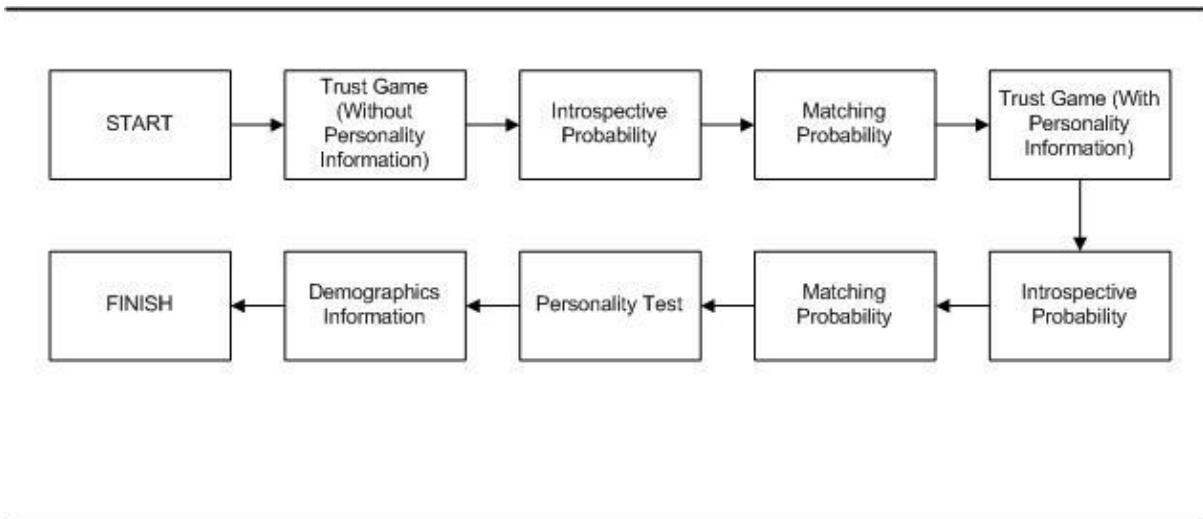 START
Trust Game
(Without
Personality
Information)
Introspective
Probability
Matching
Probability
Trust Game (With
Personality
Information)
Introspective
Probability
Matching
Probability
Personality Test
Demographics
Information
FINISH